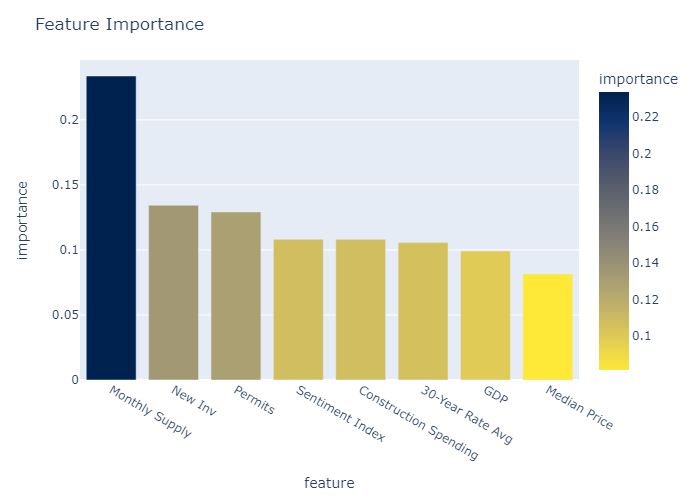 Feature Importance
importance
0.2
0.15
0.1
0.05
0
Monthly Supply
New Inv
Permits
Sentiment Index
Construction Spending
30-Year Rate Avg
GDP
Median Price
feature
importance
0.22
0.2
0.18
0.16
0.14
0.12
0.1